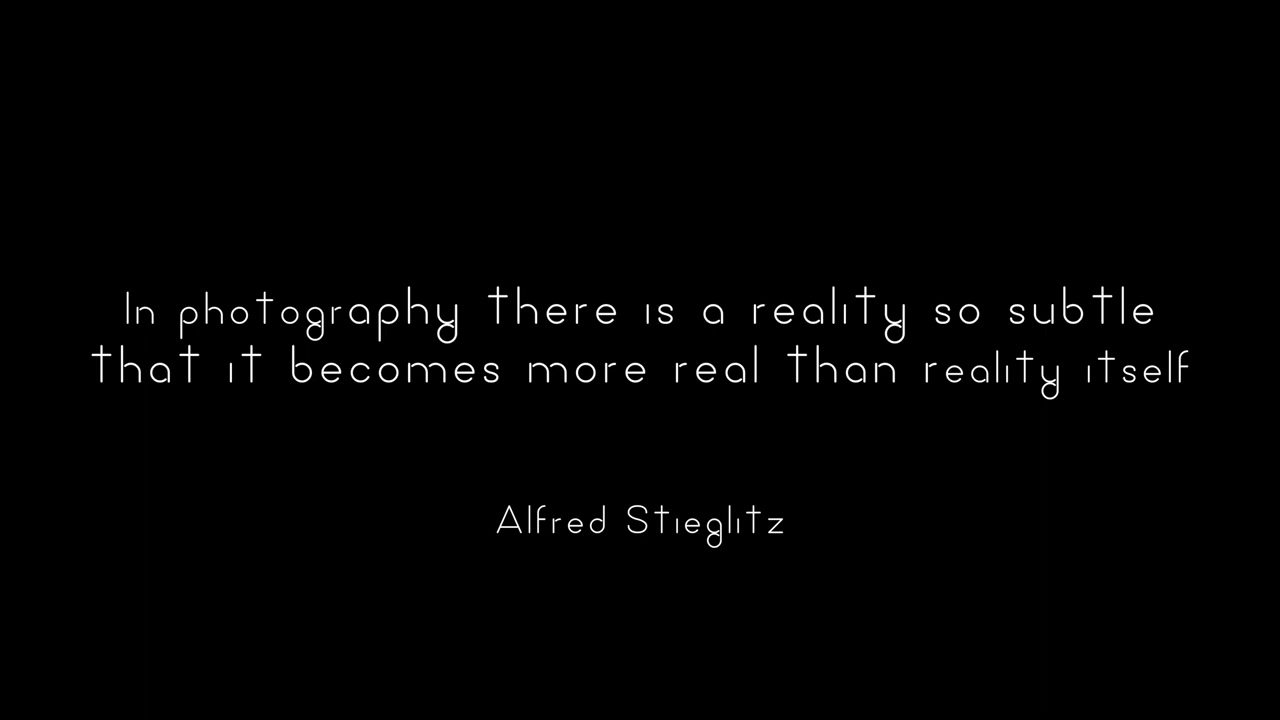 In photography there is a reality so subtle
that it becomes more real than reality itself
Alfred Stieglitz